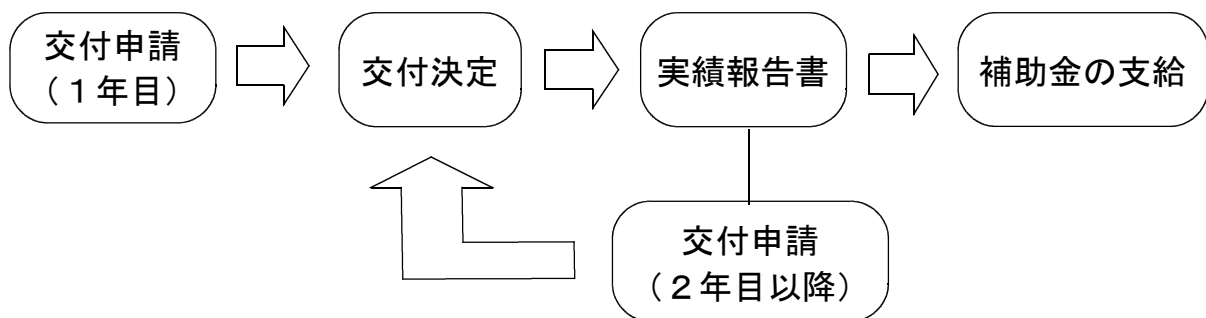 交付申請
（１年目）
交付決定
実績報告書
補助金の支給
交付申請
（２年目以降）